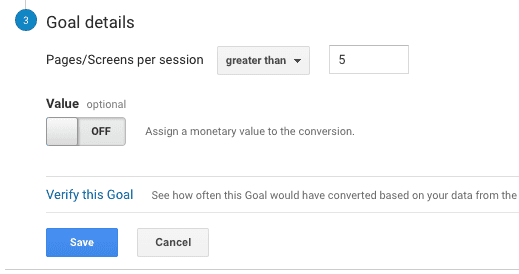 3 Goal details
Pages/Screens per session greater than 5
Value optional
OFF Assign a monetary value to the conversion.
Verify this Goal See how often this Goal would have converted based on your data from the
Save Cancel